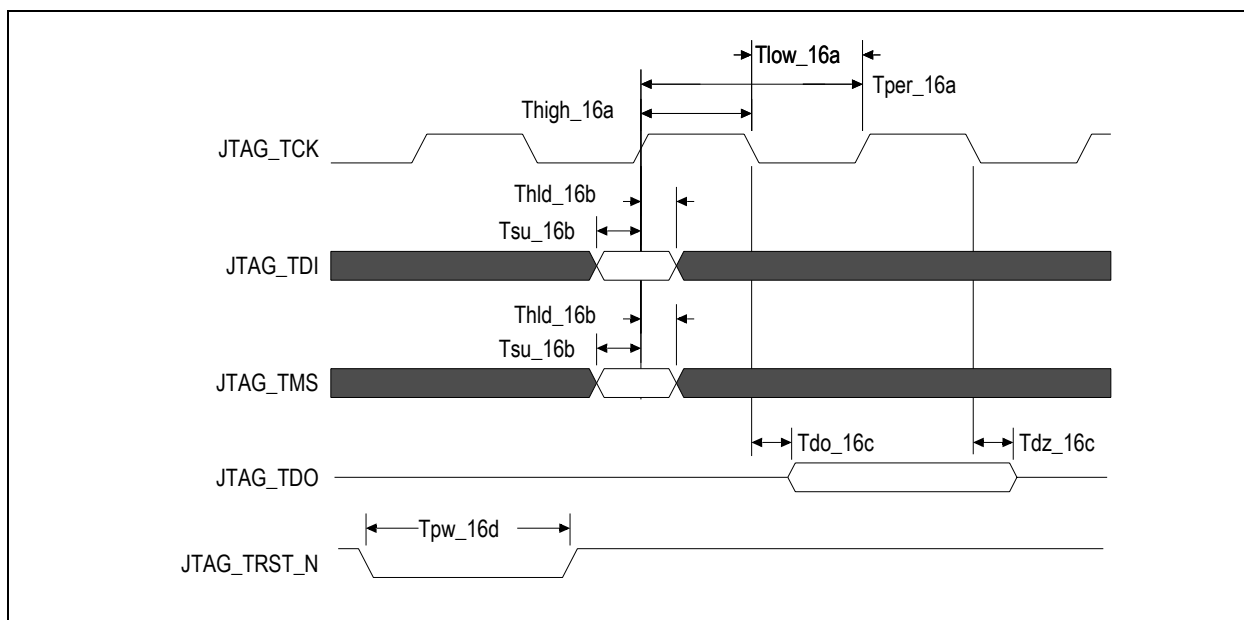 Tlow_16a
Tper_16a
Thigh_16a
JTAG_TCK
Thld_16b
Tsu_16b
JTAG_TDI
Thld_16b
Tsu_16b
JTAG_TMS
Tdo_16c
Tdz_16c
JTAG_TDO
Tpw_16d
JTAG_TRST_N